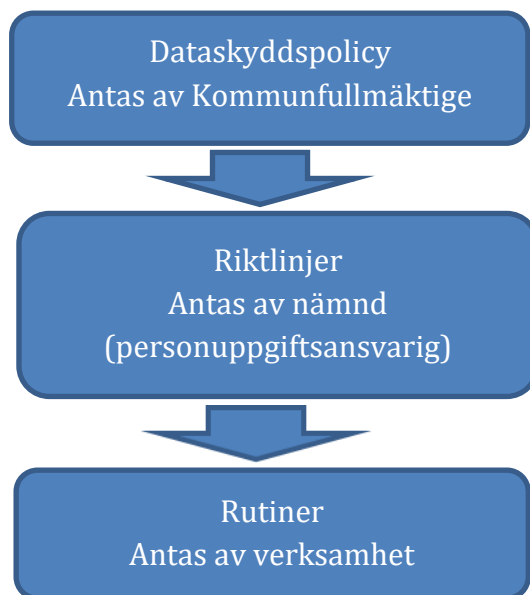 Dataskyddspolicy
Antas av Kommunfullmäktige
Riktlinjer
Antas av nämnd
(personuppgiftsansvarig)
Rutiner
Antas av verksamhet